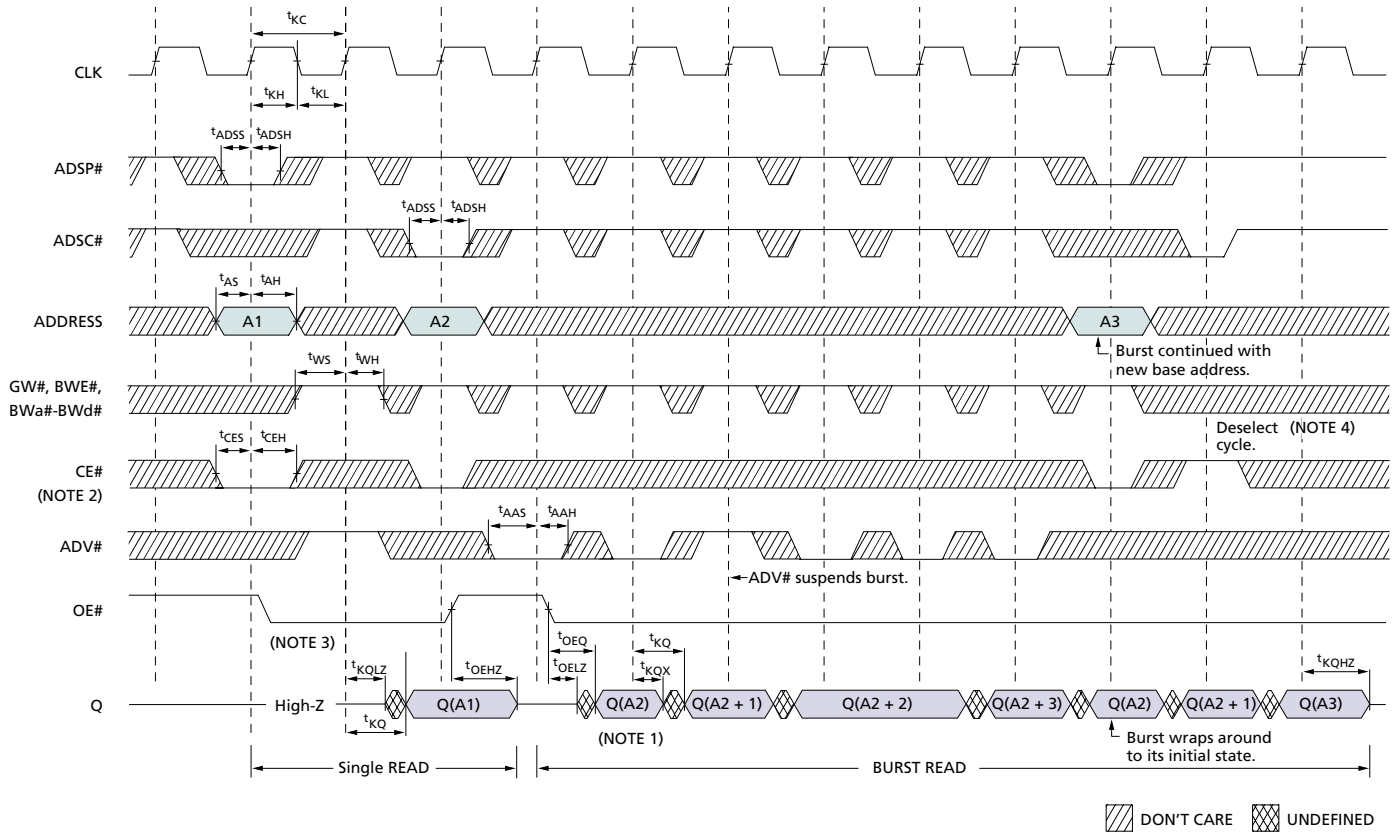 tKC
CLK
tKH tKL
tADSS tADSH
ADSP#
tADSS tADSH
ADSC#
tAS tAH
ADDRESS A1 A2 A3
Burst continued with
new base address.
tWS tWH
GW#, BWE#,
BWa#-BWd#
Deselect (NOTE 4)
cycle.
tCES tCEH
CE#
(NOTE 2)
tAAS tAAH
ADV#
ADV# suspends burst.
OE#
(NOTE 3)
tOEQ tKQ
tKQLZ tOEHZ tOELZ tKQX tKQHZ
Q High-Z Q(A1) Q(A2) Q(A2 + 1) Q(A2 + 2) Q(A2 + 3) Q(A2) Q(A2 + 1) Q(A3)
tKQ
(NOTE 1)
Burst wraps around
to its initial state.
Single READ BURST READ
DON'T CARE UNDEFINED